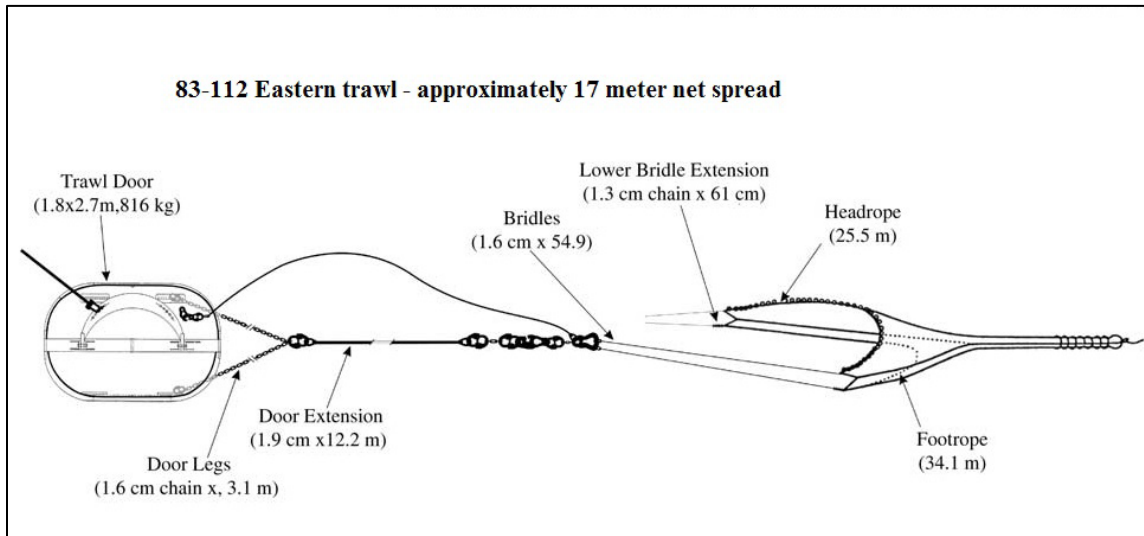 83-112 Eastern trawl - approximately 17 meter net spread
Trawl Door
(1.8x2.7m,816 kg)
Lower Bridle Extension
(1.3 cm chain x 61 cm)
Bridles
(1.6 cm x 54.9)
Headrope
(25.5 m)
Door Extension
(1.9 cm x12.2 m)
Door Legs
(1.6 cm chain x, 3.1 m)
Footrope
(34.1 m)